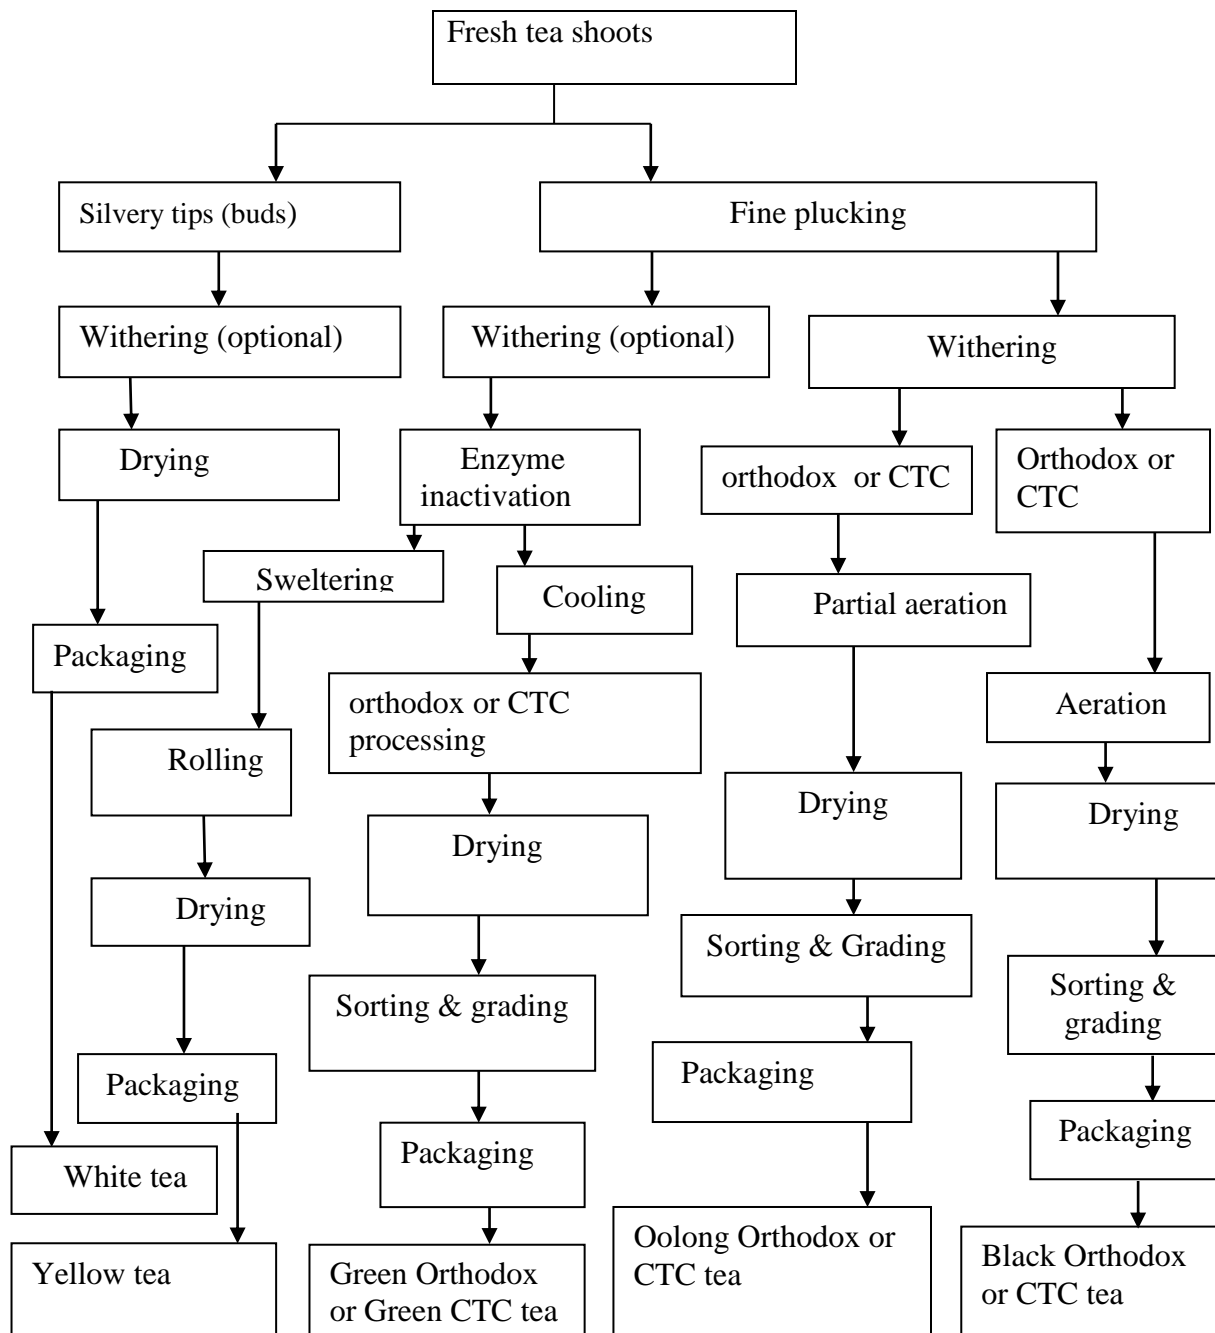 Fresh tea shoots
Silvery tips (buds)
Fine plucking
Withering (optional)
Withering (optional)
Withering
Drying
Enzyme
inactivation
orthodox or CTC
Orthodox or
CTC
Sweltering
Cooling
Partial aeration
Packaging
orthodox or CTC
processing
Aeration
Rolling
Drying
Drying
Drying
Drying
Sorting & Grading
Sorting & grading
Sorting &
grading
Packaging
Packaging
Packaging
Packaging
White tea
Yellow tea
Green Orthodox
or Green CTC tea
Oolong Orthodox or
CTC tea
Black Orthodox
or CTC tea